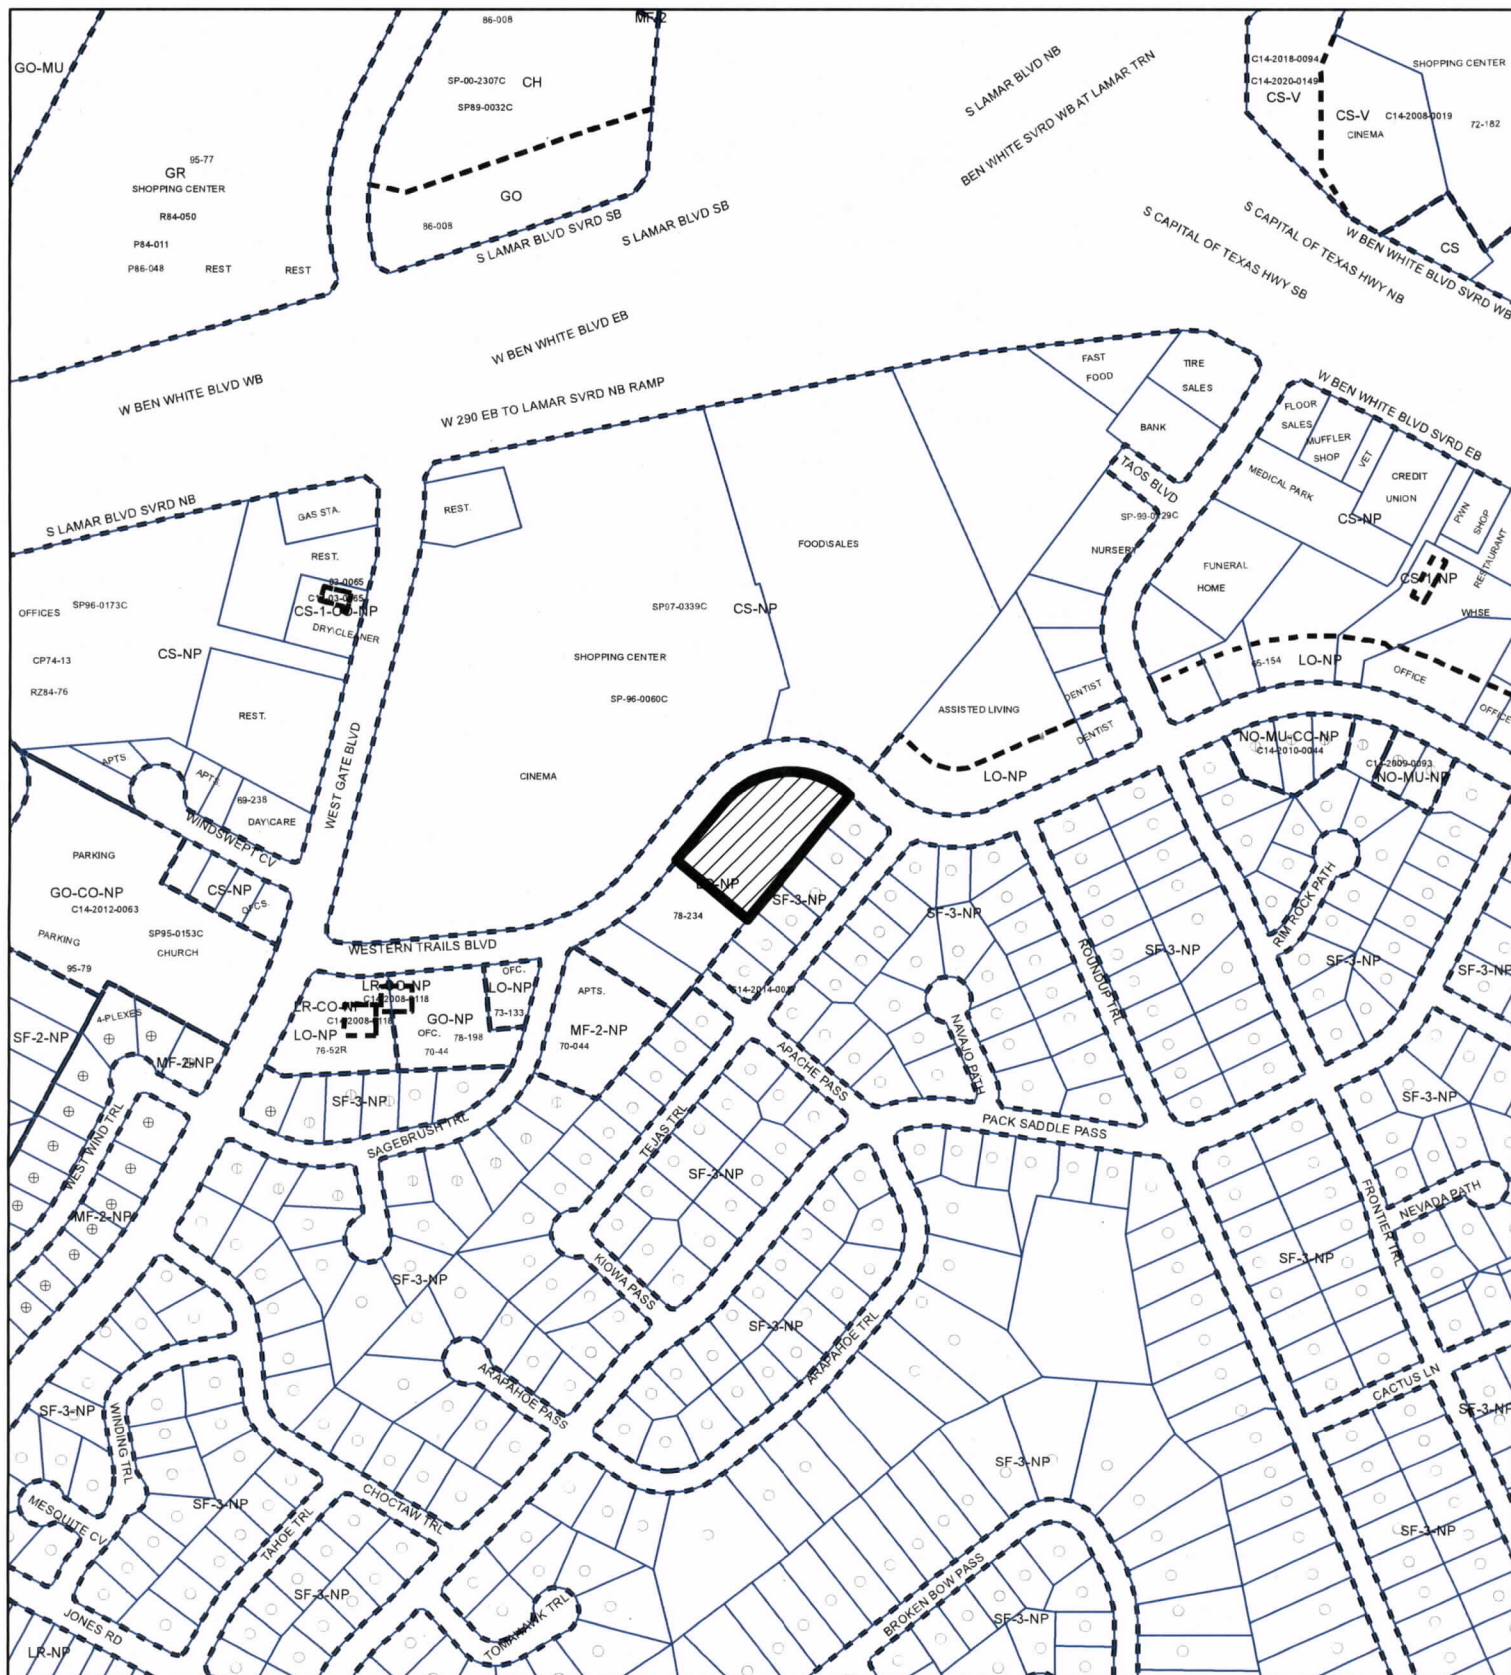 86-008
MF-2
GO-MU
SP-00-2307C
CH
SP89-0032C
S LAMAR BLVD NB
BEN WHITE SVRD WB AT LAMAR TRN
C14-2018-0094
C14-2020-0149
CS-V
SHOPPING CENTER
CS-V
C14-2008-0019
CINEMA
72-182
95-77
GR
SHOPPING CENTER
R84-050
P84-011
P86-048
REST
REST
GO
86-008
S LAMAR BLVD SVRD SB
S LAMAR BLVD SB
S CAPITAL OF TEXAS HWY SB
S CAPITAL OF TEXAS HWY NB
W BEN WHITE BLVD SVRD WB
CS
W BEN WHITE BLVD EB
W BEN WHITE BLVD WB
W 290 EB TO LAMAR SVRD NB RAMP
FAST
FOOD
TIRE
SALES
BANK
W BEN WHITE BLVD SVRD EB
FLOOR
SALES
MUFFLER
SHOP
VET
CREDIT
UNION
MEDICAL PARK
CS-NP
PWN
SHOP
RESTAURANT
TAOS BLVD
NURSERY
FUNERAL
HOME
CS-1-NP
WHSE
S LAMAR BLVD SVRD NB
GAS STA.
REST.
REST.
FOOD\SALES
CS-1-CO-NP
DRY\CLEANER
OFFICES
SP96-0173C
CP74-13
RZ84-76
CS-NP
REST.
SP97-0339C
CS-NP
SHOPPING CENTER
SP-96-0060C
CINEMA
ASSISTED LIVING
DENTIST
DENTIST
LO-NP
LO-NP
OFFICE
OFFICE
NO-MU-CO-NP
C14-2010-0044
C14-2009-0093
NO-MU-NP
APTS.
APTS.
69-238
DAY\CARE
WINDSWEPT CV
WEST GATE BLVD
PARKING
GO-CO-NP
C14-2012-0063
PARKING
SP95-0153C
CHURCH
95-79
CS-NP
OFCS.
WESTERN TRAILS BLVD
78-234
SF-3-NP
SF-3-NP
ROUNDUP TRL
SF-3-NP
RIM ROCK PATH
SF-3-NP
SF-3-NP
NAVAJO PATH
OFC.
LO-NP
73-133
APTS.
MF-2-NP
70-044
GO-NP
OFC.
78-198
70-44
LO-NP
76-52R
SF-3-NP
SAGEBRUSH TRL
4-PLEXES
SF-2-NP
MF-2-NP
WEST WIND TRL
MF-2-NP
APACHE PASS
TEJAS TRL
SF-3-NP
PACK SADDLE PASS
SF-3-NP
NEVADA PATH
FRONTIER TRL
SF-3-NP
SF-3-NP
KIOWA PASS
SF-3-NP
ARAPAHOE TRL
ARAPAHOE PASS
CACTUS LN
SF-3-NP
SF-3-NP
WINDING TRL
MESQUITE CV
SF-3-NP
TAHOE TRL
CHOCTAW TRL
SF-3-NP
SF-3-NP
SF-3-NP
TOMAHAWK TRL
BROKEN BOW PASS
SF-3-NP
JONES RD
LR-NP